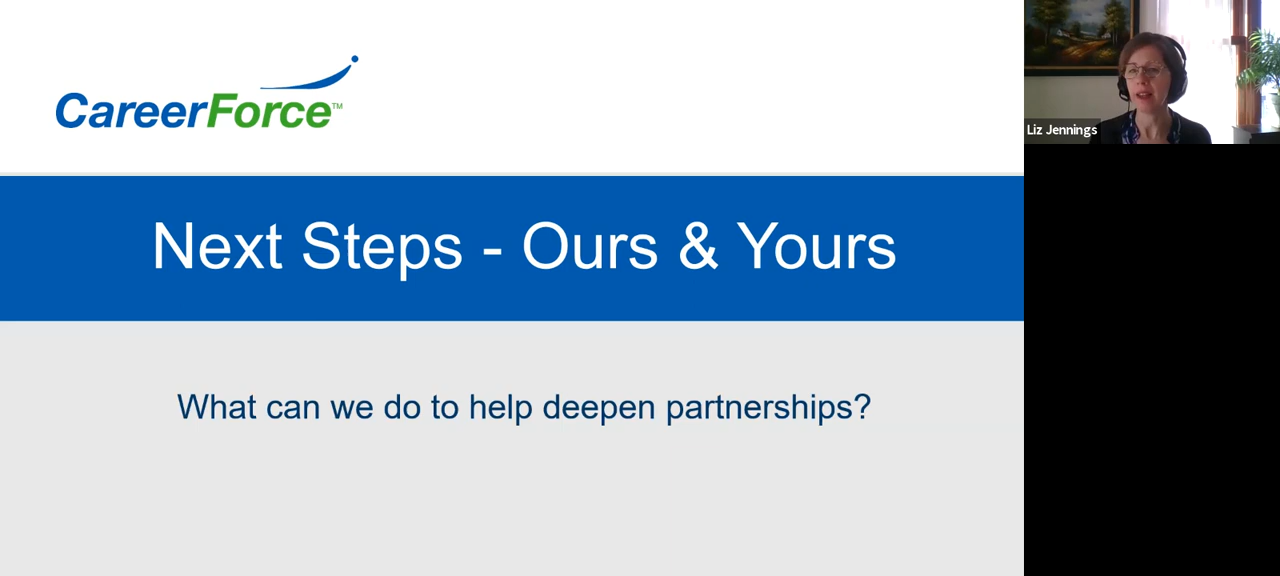 CareerForce™
Liz Jennings
Next Steps - Ours & Yours
What can we do to help deepen partnerships?